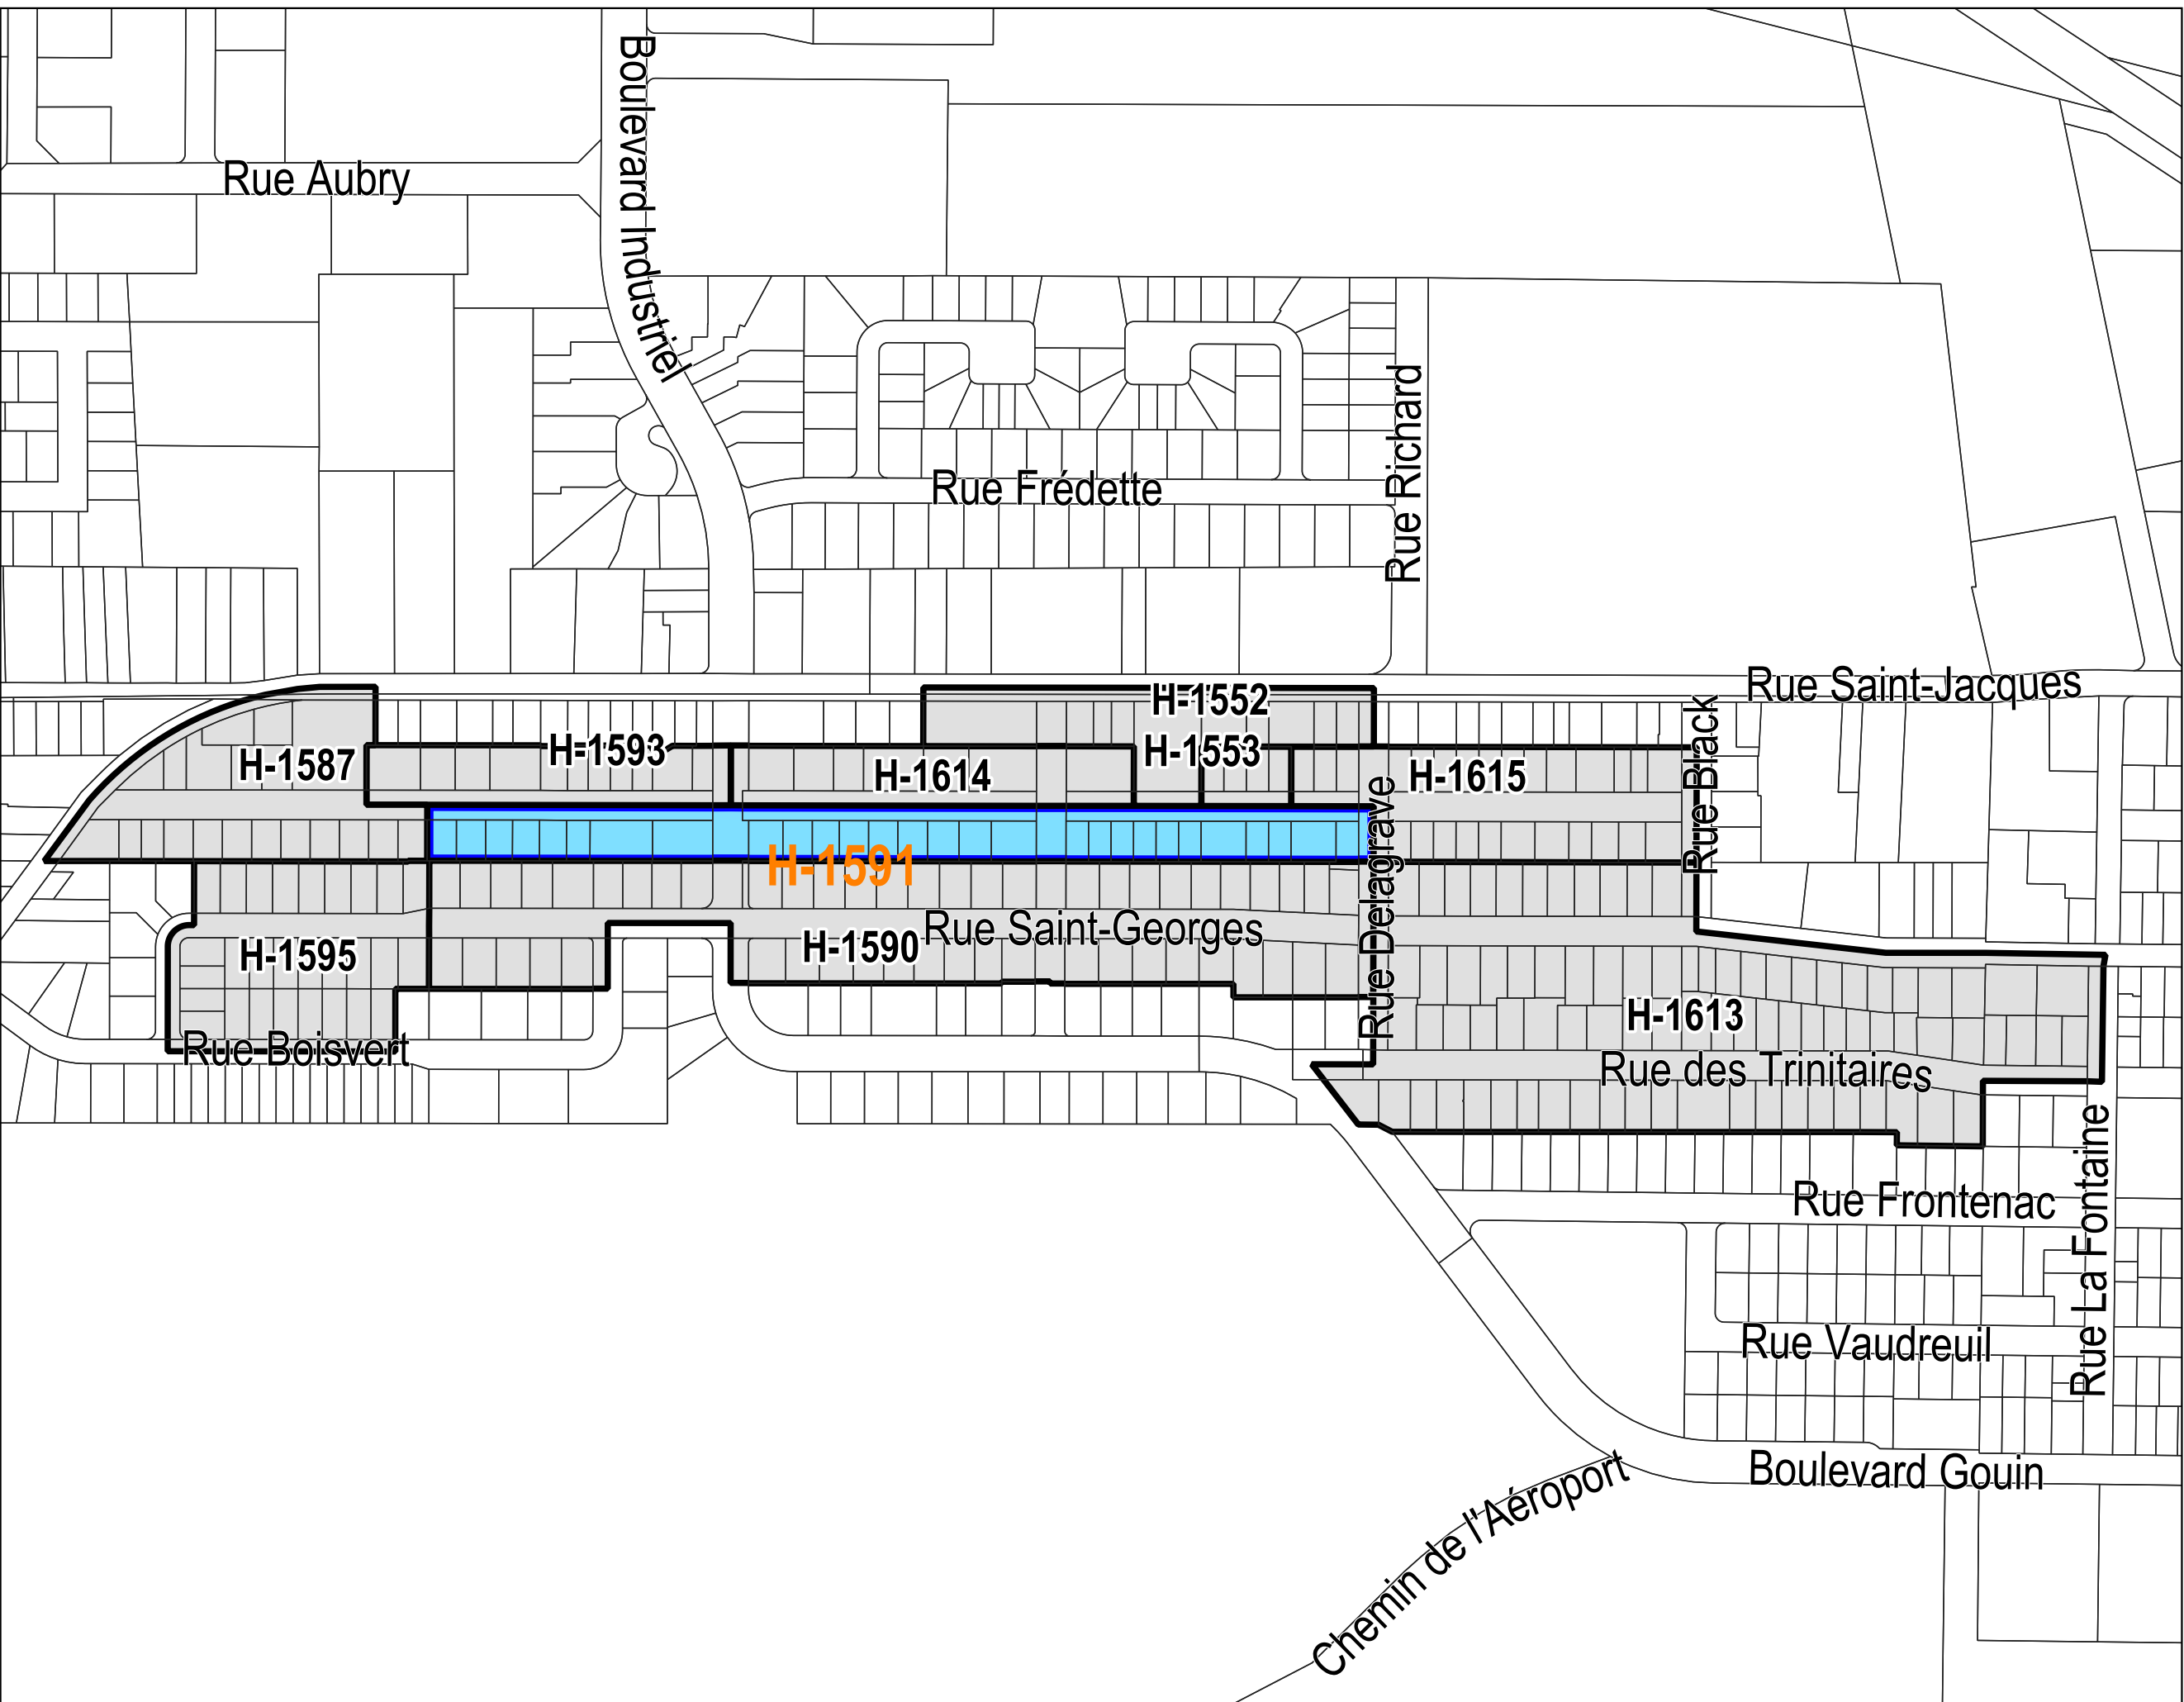 Boulevard Industriel
Rue Aubry
Rue Richard
Rue Frédette
Rue Saint-Jacques
H-1552
Rue Black
H-1593
H-1553
H-1587
H-1614
H-1615
Rue Delagrave
H-1591
Rue Saint-Georges
H-1590
H-1595
H-1613
Rue Boisvert
Rue des Trinitaires
Rue Frontenac
Rue La Fontaine
Rue Vaudreuil
Boulevard Gouin
Chemin de l'Aéroport